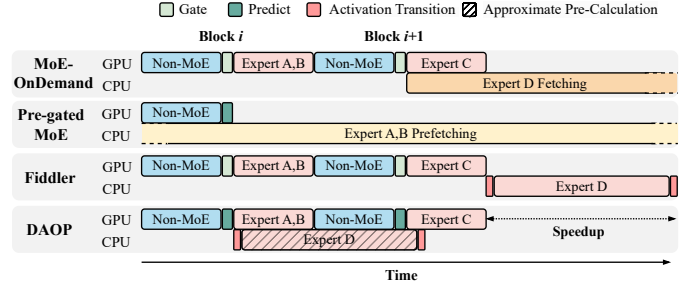 Gate Predict Activation Transition Approximate Pre-Calculation
Block i Block i+1
MoE-OnDemand GPU Non-MoE Expert A,B Non-MoE Expert C
CPU Expert D Fetching
Pre-gated MoE GPU Non-MoE
CPU Expert A,B Prefetching
Fiddler GPU Non-MoE Expert A,B Non-MoE Expert C
CPU Expert D
DAOP GPU Non-MoE Expert A,B Non-MoE Expert C
CPU Expert D Speedup
Time